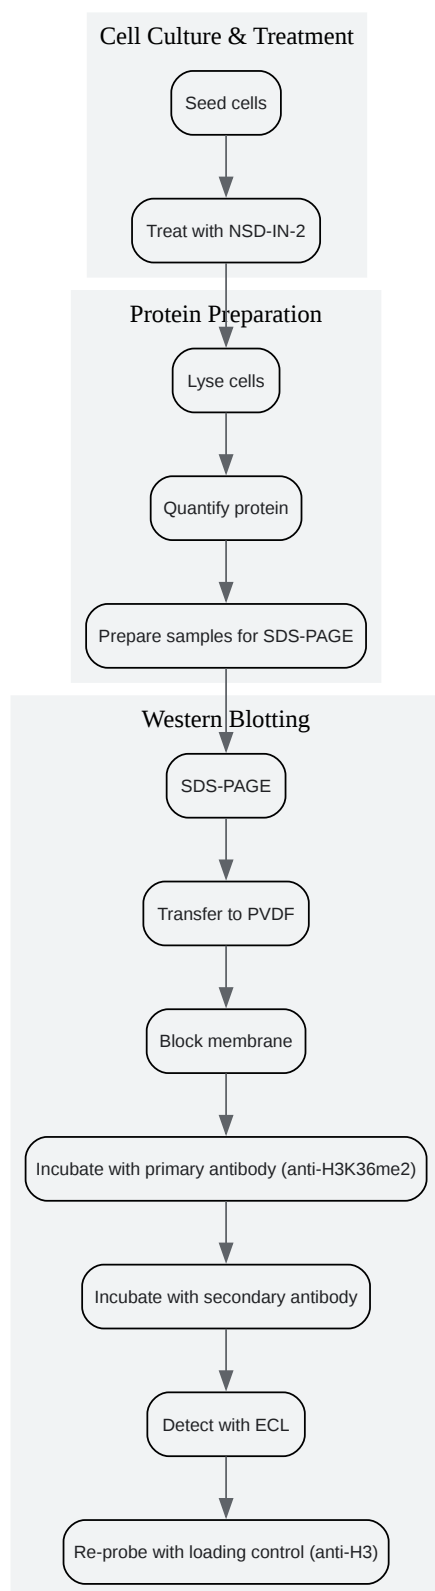 Cell Culture & Treatment
Seed cells
Treat with NSD-IN-2
Protein Preparation
Lyse cells
Quantify protein
Prepare samples for SDS-PAGE
Western Blotting
SDS-PAGE
Transfer to PVDF
Block membrane
Incubate with primary antibody (anti-H3K36me2)
Incubate with secondary antibody
Detect with ECL
Re-probe with loading control (anti-H3)